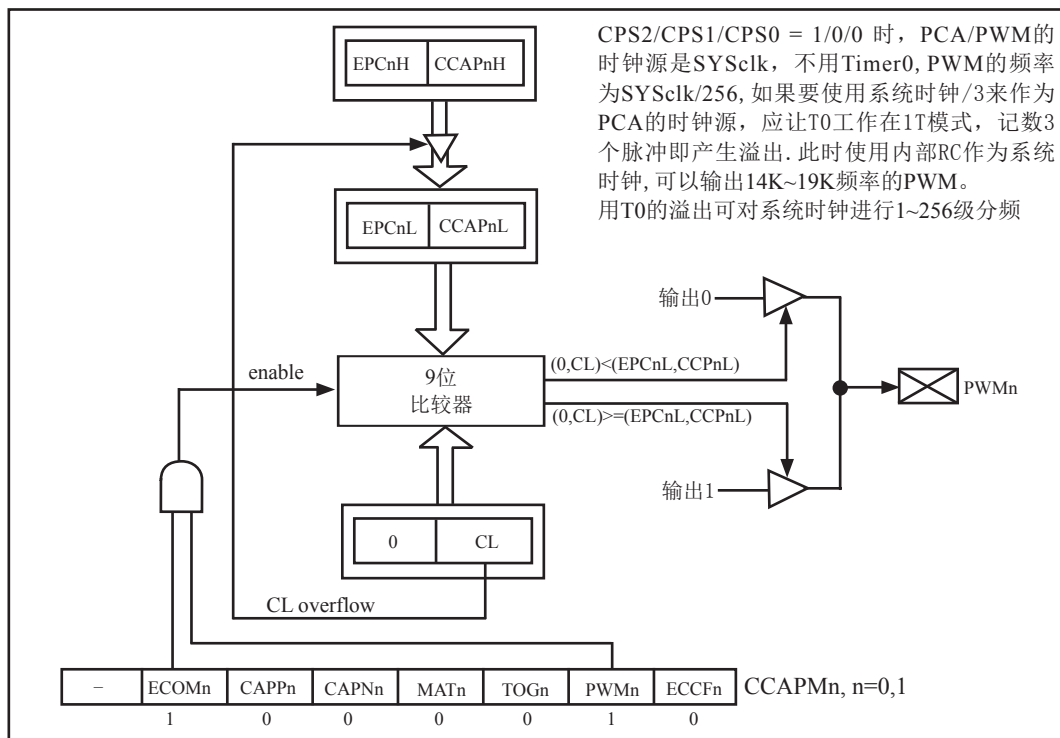 CPS2/CPS1/CPS0 = 1/0/0 时，PCA/PWM的
时钟源是SYSclk，不用Timer0, PWM的频率
为SYSclk/256, 如果要使用系统时钟/3来作为
PCA的时钟源，应让T0工作在1T模式，记数3
个脉冲即产生溢出. 此时使用内部RC作为系统
时钟, 可以输出14K~19K频率的PWM。
用T0的溢出可对系统时钟进行1~256级分频
EPCnH CCAPnH
EPCnL CCAPnL
输出0
(0,CL)<(EPCnL,CCPnL)
enable
9位
比较器
PWMn
(0,CL)>=(EPCnL,CCPnL)
输出1
0 CL
CL overflow
– ECOMn CAPPn CAPNn MATn TOGn PWMn ECCFn CCAPMn, n=0,1
1 0 0 0 0 1 0